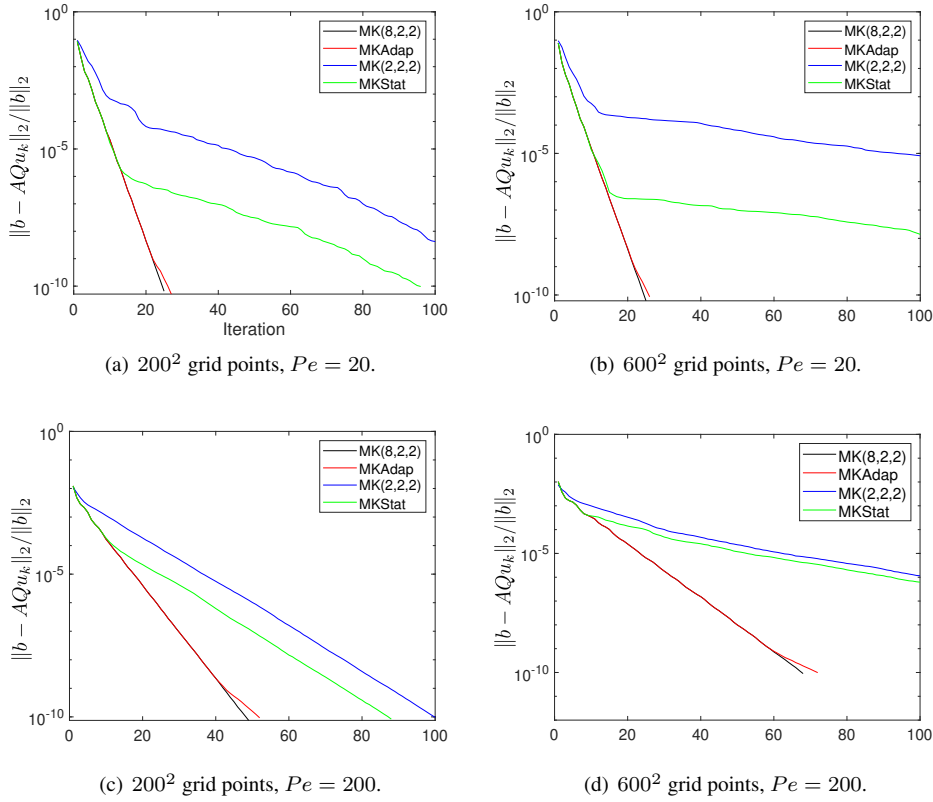 10^0
10^-5
10^-10
‖b − AQu_k‖_2/‖b‖_2
MK(8,2,2)
MKAdap
MK(2,2,2)
MKStat
0 20 40 60 80 100
Iteration
(a) 200^2 grid points, Pe = 20.
10^0
10^-5
10^-10
‖b − AQu_k‖_2/‖b‖_2
MK(8,2,2)
MKAdap
MK(2,2,2)
MKStat
0 20 40 60 80 100
(b) 600^2 grid points, Pe = 20.
10^0
10^-5
10^-10
‖b − AQu_k‖_2/‖b‖_2
MK(8,2,2)
MKAdap
MK(2,2,2)
MKStat
0 20 40 60 80 100
(c) 200^2 grid points, Pe = 200.
10^0
10^-5
10^-10
‖b − AQu_k‖_2/‖b‖_2
MK(8,2,2)
MKAdap
MK(2,2,2)
MKStat
0 20 40 60 80 100
(d) 600^2 grid points, Pe = 200.